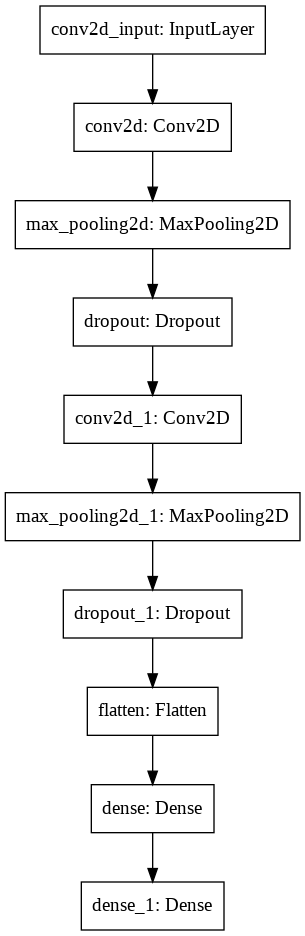 conv2d_input: InputLayer
conv2d: Conv2D
max_pooling2d: MaxPooling2D
dropout: Dropout
conv2d_1: Conv2D
max_pooling2d_1: MaxPooling2D
dropout_1: Dropout
flatten: Flatten
dense: Dense
dense_1: Dense